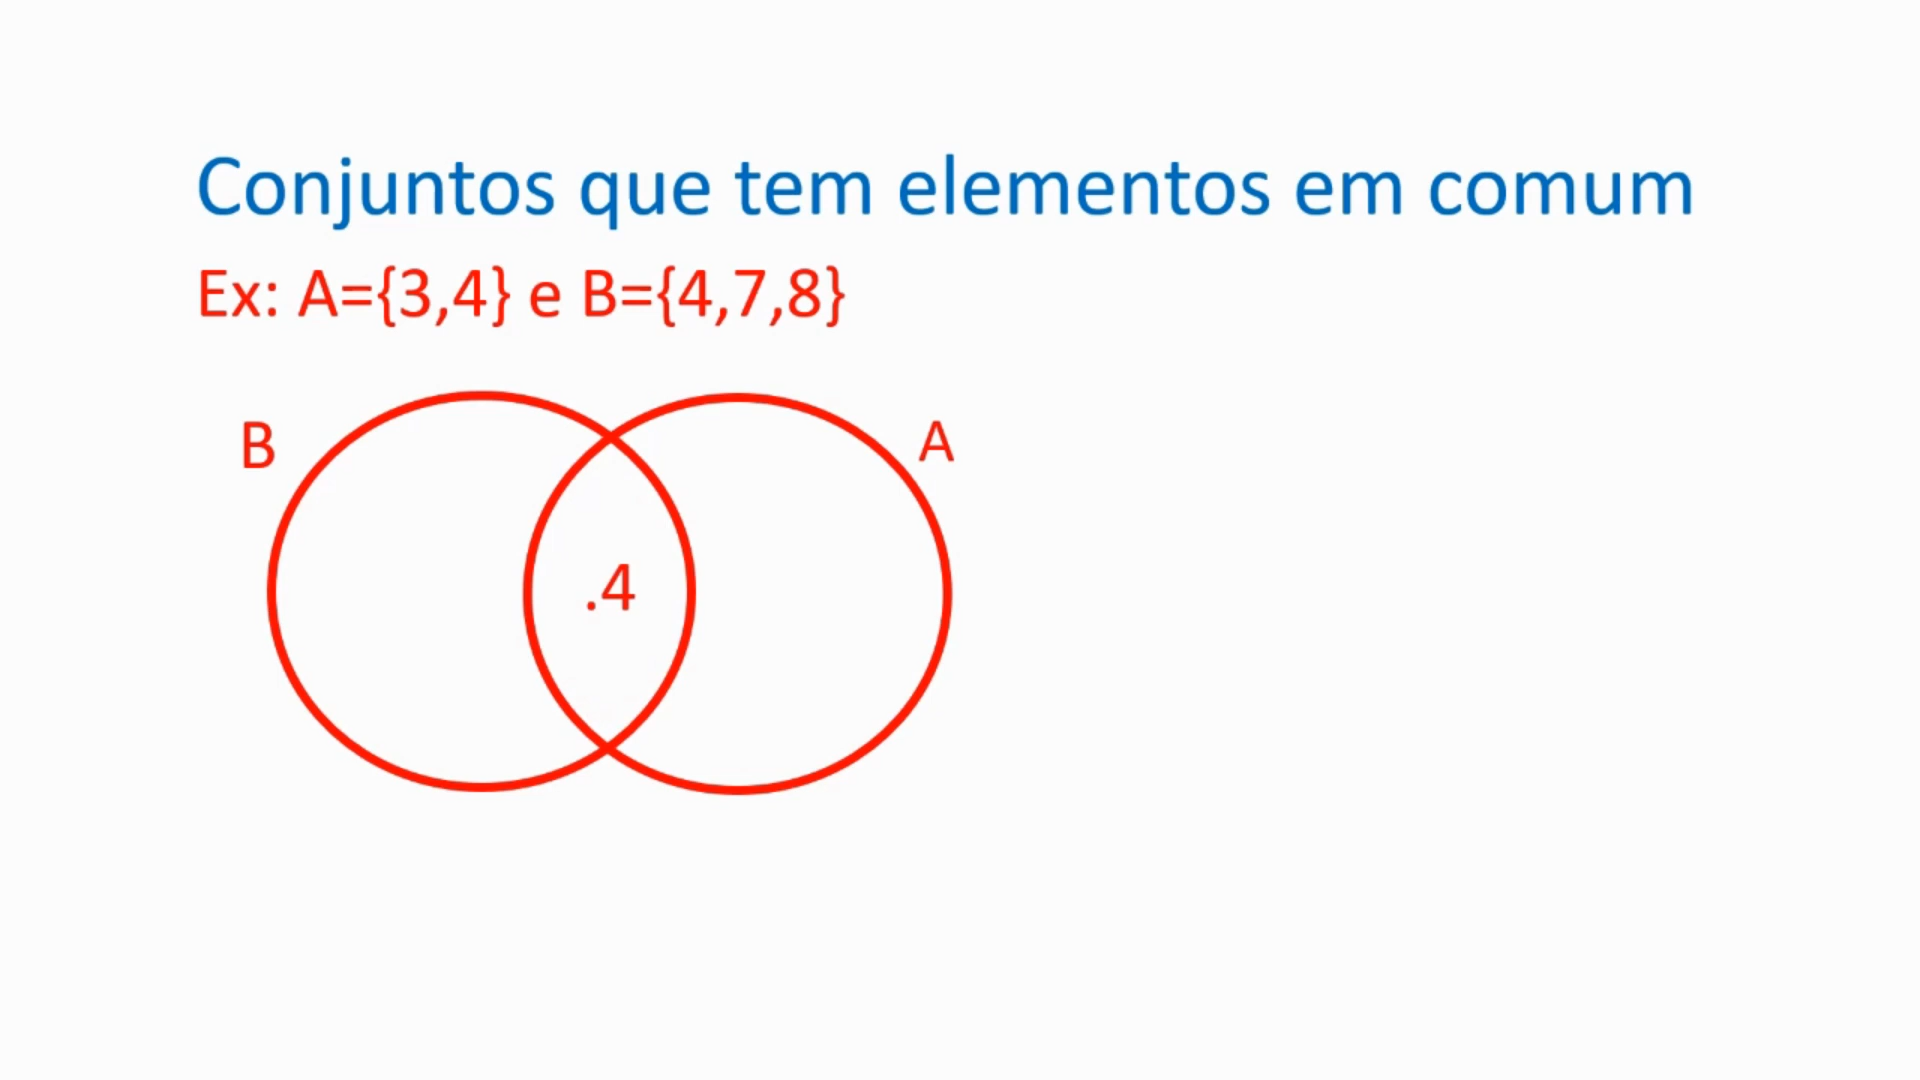 Conjuntos que tem elementos em comum
Ex: A={3,4} e B={4,7,8}
B
A
.4